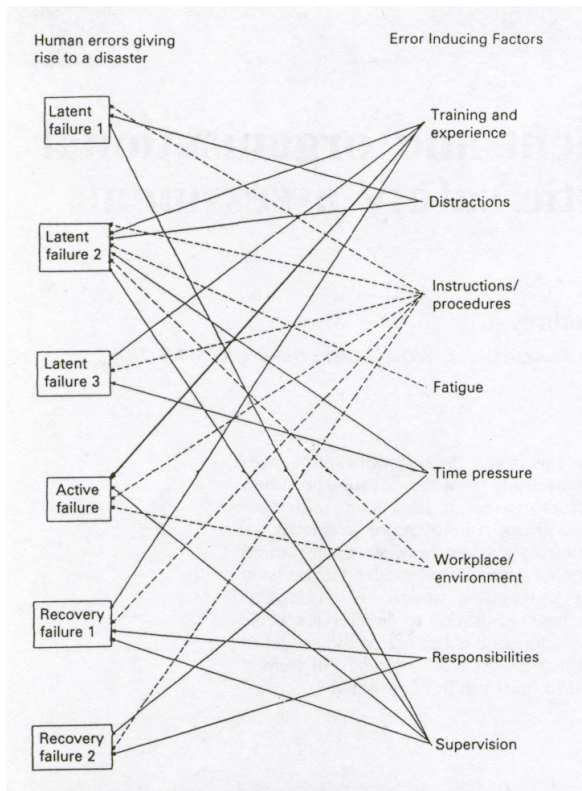 Human errors giving
rise to a disaster
Error Inducing Factors
Latent
failure 1
Latent
failure 2
Latent
failure 3
Active
failure
Recovery
failure 1
Recovery
failure 2
Training and
experience
Distractions
Instructions/
procedures
Fatigue
Time pressure
Workplace/
environment
Responsibilities
Supervision